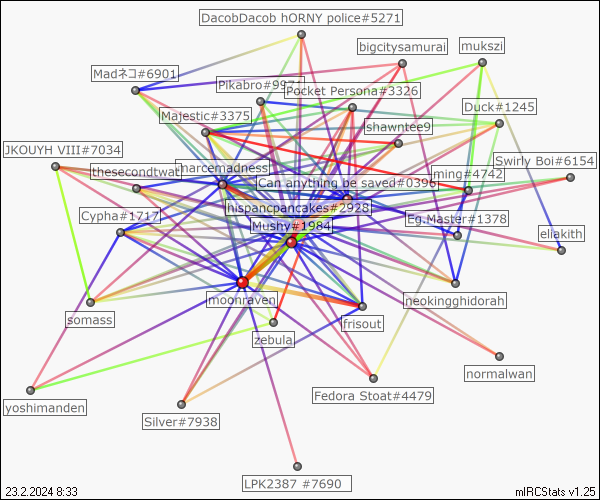 DacobDacob hORNY police#5271
bigcitysamurai
mukszi
Madネコ#6901
Pikabro#9971
Pocket Persona#3326
Duck#1245
Majestic#3375
shawntee9
JKOUYH VIII#7034
thesecondtwat
marcemadness
Swirly Boi#6154
ming#4742
Can anything be saved#0396
hispancpancakes#2928
Cypha#1717
Mushy#1984
Eg.Master#1378
eliakith
moonraven
neokingghidorah
somass
frisout
zebula
normalwan
Fedora Stoat#4479
yoshimanden
Silver#7938
LPK2387 #7690
23.2.2024 8:33
mIRCStats v1.25